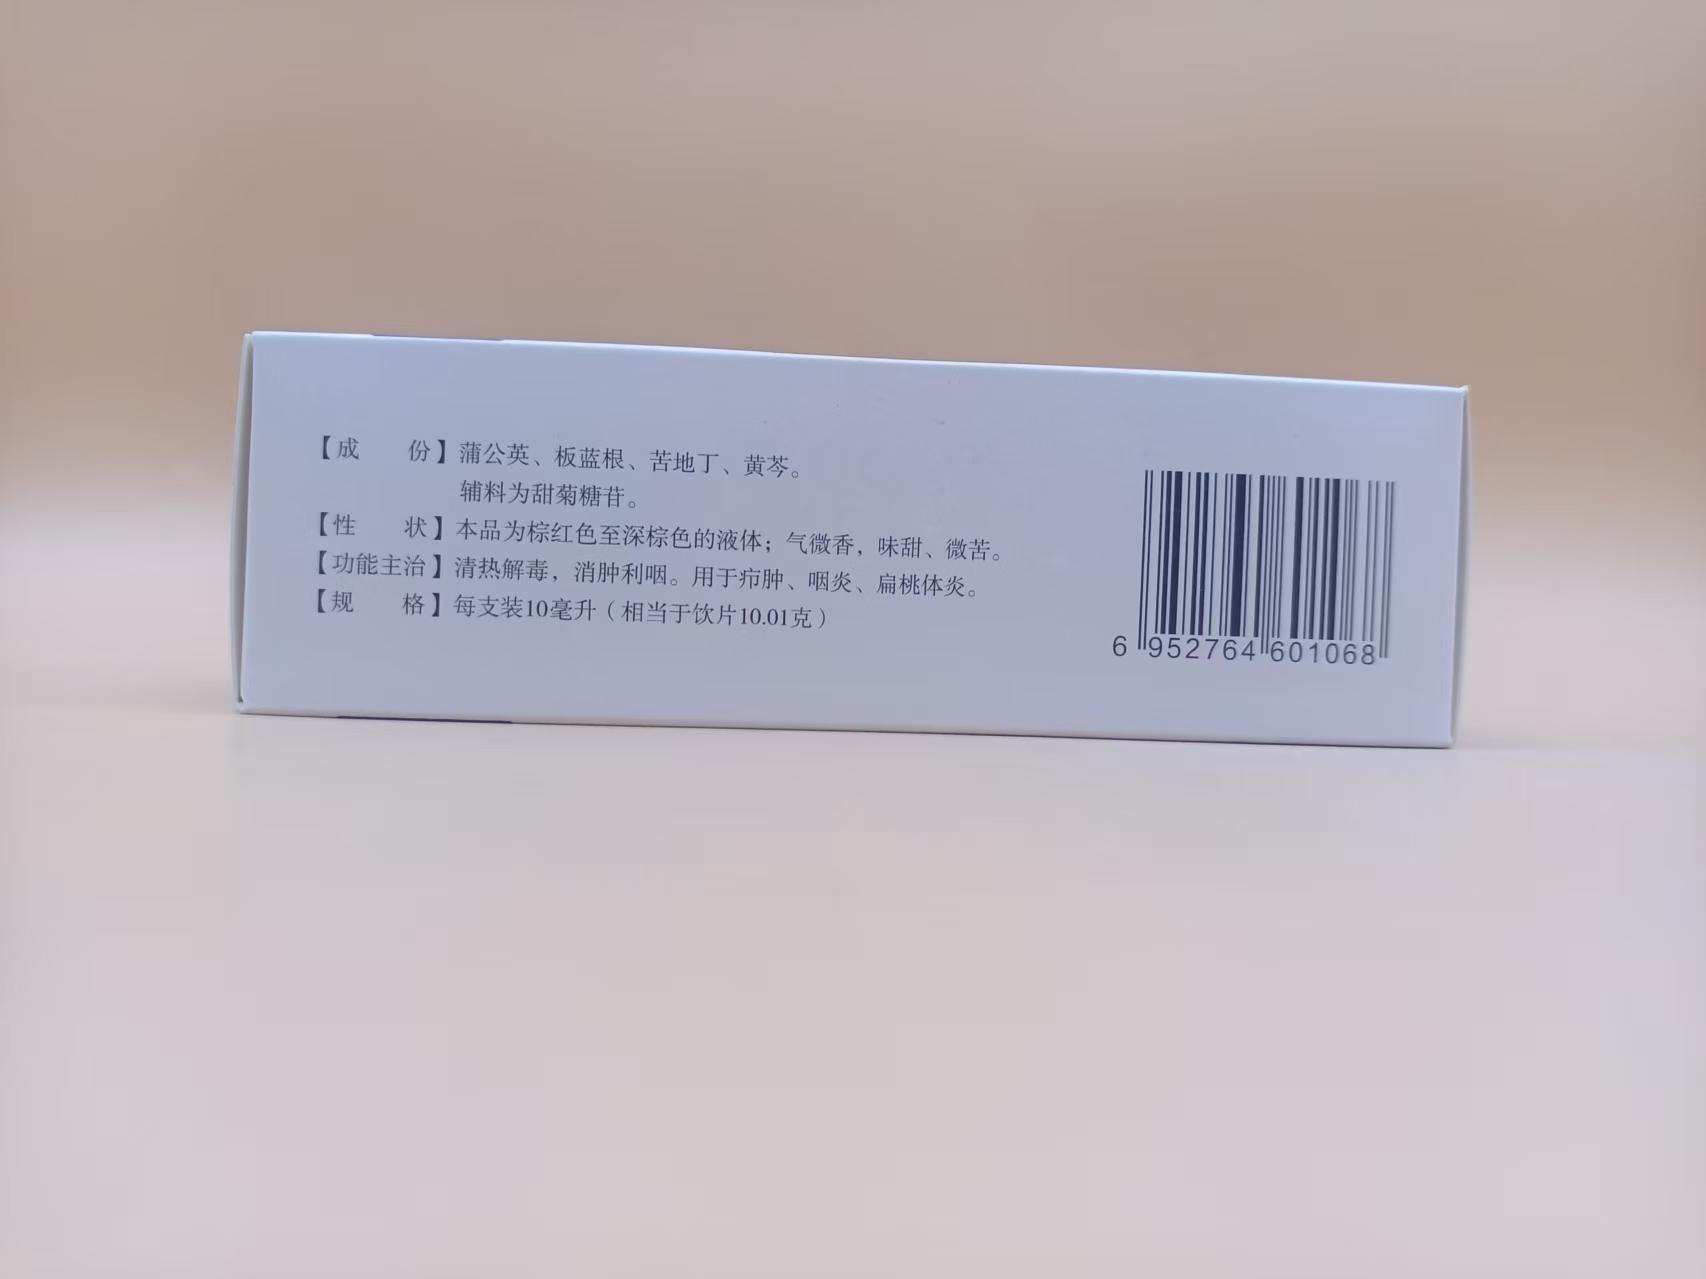 【成　　份】蒲公英、板蓝根、苦地丁、黄芩。
辅料为甜菊糖苷。
【性　　状】本品为棕红色至深棕色的液体；气微香，味甜、微苦。
【功能主治】清热解毒，消肿利咽。用于疖肿、咽炎、扁桃体炎。
【规　　格】每支装10毫升（相当于饮片10.01克）
6 952764 601068